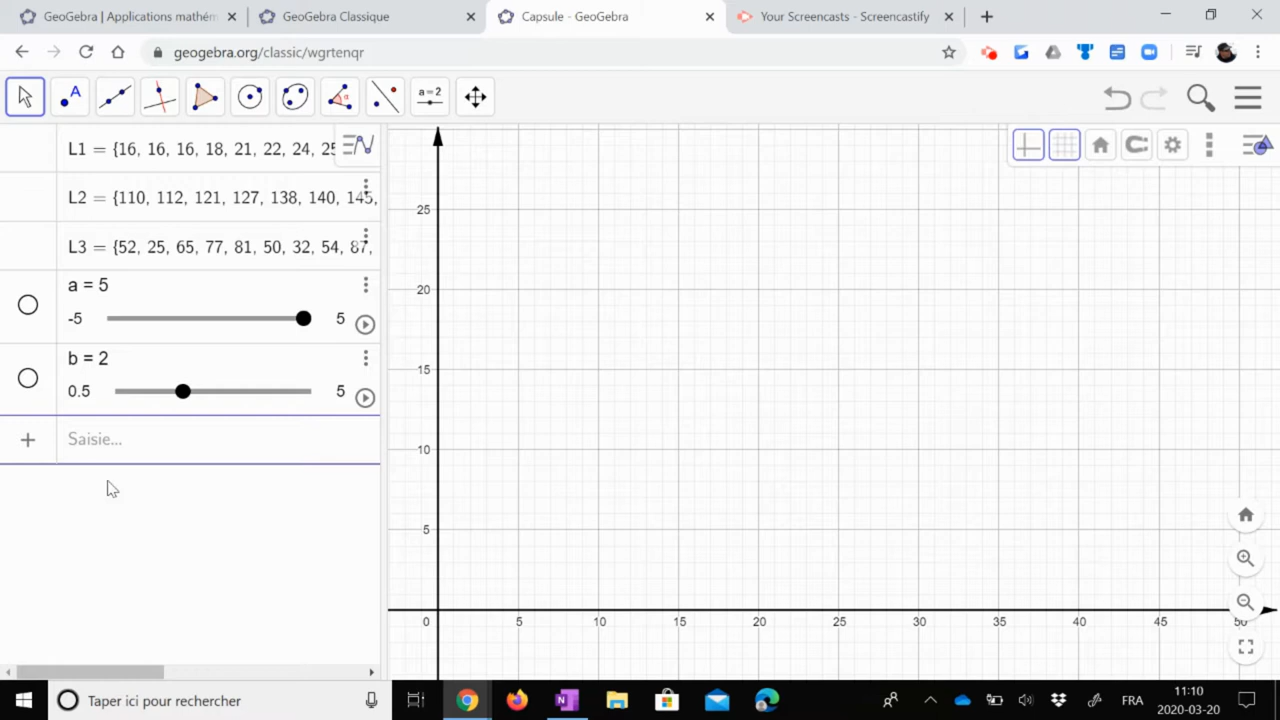 GeoGebra | Applications mathém
GeoGebra Classique
Capsule - GeoGebra
Your Screencasts - Screencastify
geogebra.org/classic/wgrtenqr
A
α
a=2
L1 = {16, 16, 16, 18, 21, 22, 24, 25
L2 = {110, 112, 121, 127, 138, 140, 145,
L3 = {52, 25, 65, 77, 81, 50, 32, 54, 87,
a = 5
-5 5
b = 2
0.5 5
Saisie...
25
20
15
10
5
0 5 10 15 20 25 30 35 40 45 50
Taper ici pour rechercher
FRA
11:10
2020-03-20